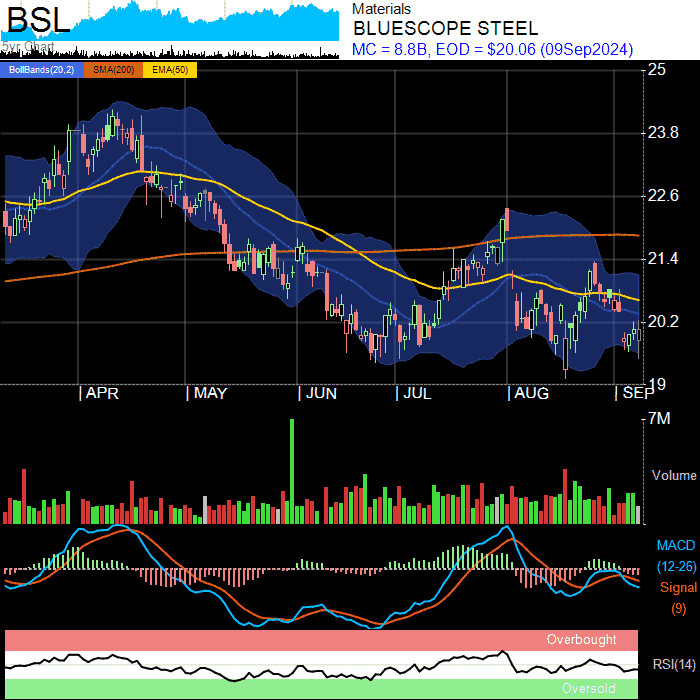 BSL
5yr Chart
Materials
BLUESCOPE STEEL
MC = 8.8B, EOD = $20.06 (09Sep2024)
BollBands(20,2) SMA(200) EMA(50)
25
23.8
22.6
21.4
20.2
19
| APR | MAY | JUN | JUL | AUG | SEP
7M
Volume
MACD
(12-26)
Signal
(9)
Overbought
RSI(14)
Oversold